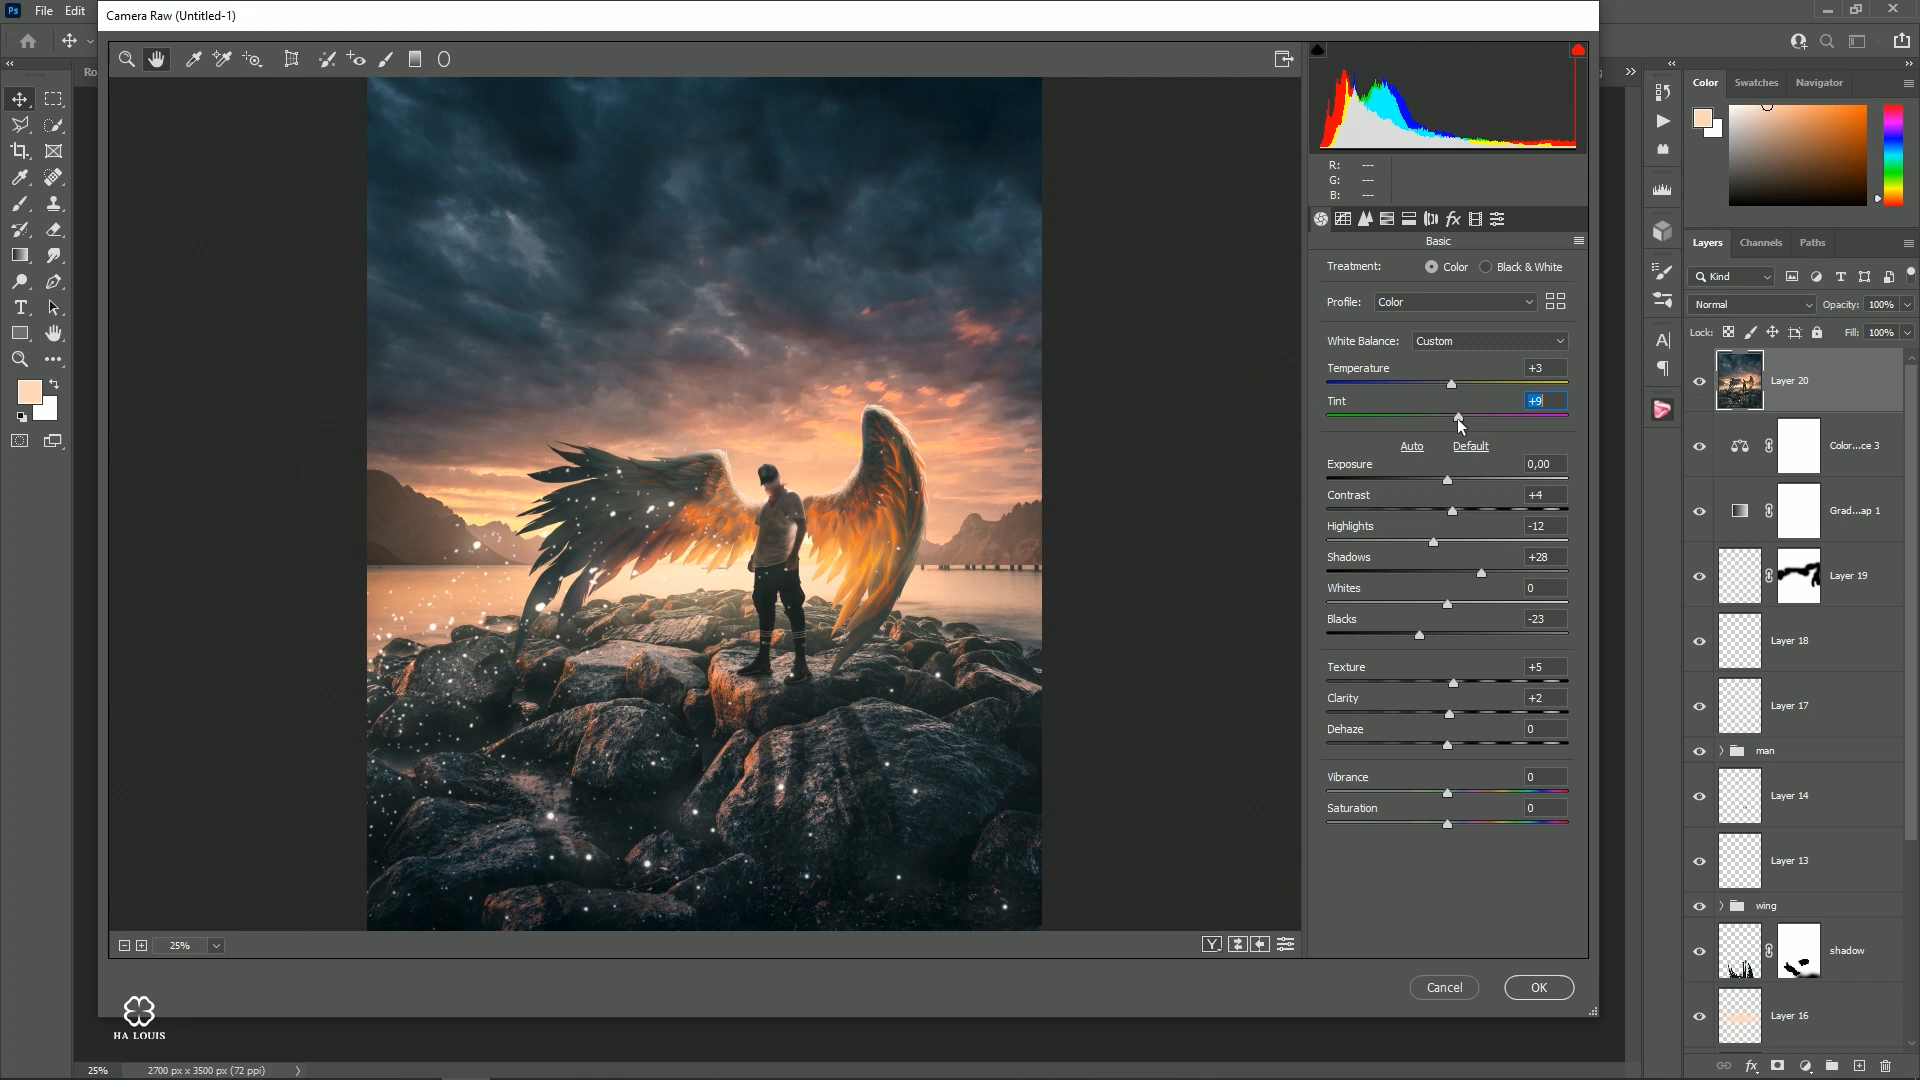 Camera Raw (Untitled-1)
Ps File Edit
Ro
R: ---
G: ---
B: ---
Basic
Treatment: Color Black & White
Profile: Color
White Balance: Custom
Temperature +3
Tint +9
Auto Default
Exposure 0,00
Contrast +4
Highlights -12
Shadows +28
Whites 0
Blacks -23
Texture +5
Clarity +2
Dehaze 0
Vibrance 0
Saturation 0
25%
Y
Cancel OK
HA LOUIS
25% 2700 px x 3500 px (72 ppi)
Color Swatches Navigator
Layers Channels Paths
Kind
Normal Opacity: 100%
Lock: Fill: 100%
Layer 20
Color...ce 3
Grad...ap 1
Layer 19
Layer 18
Layer 17
man
Layer 14
Layer 13
wing
shadow
Layer 16
fx